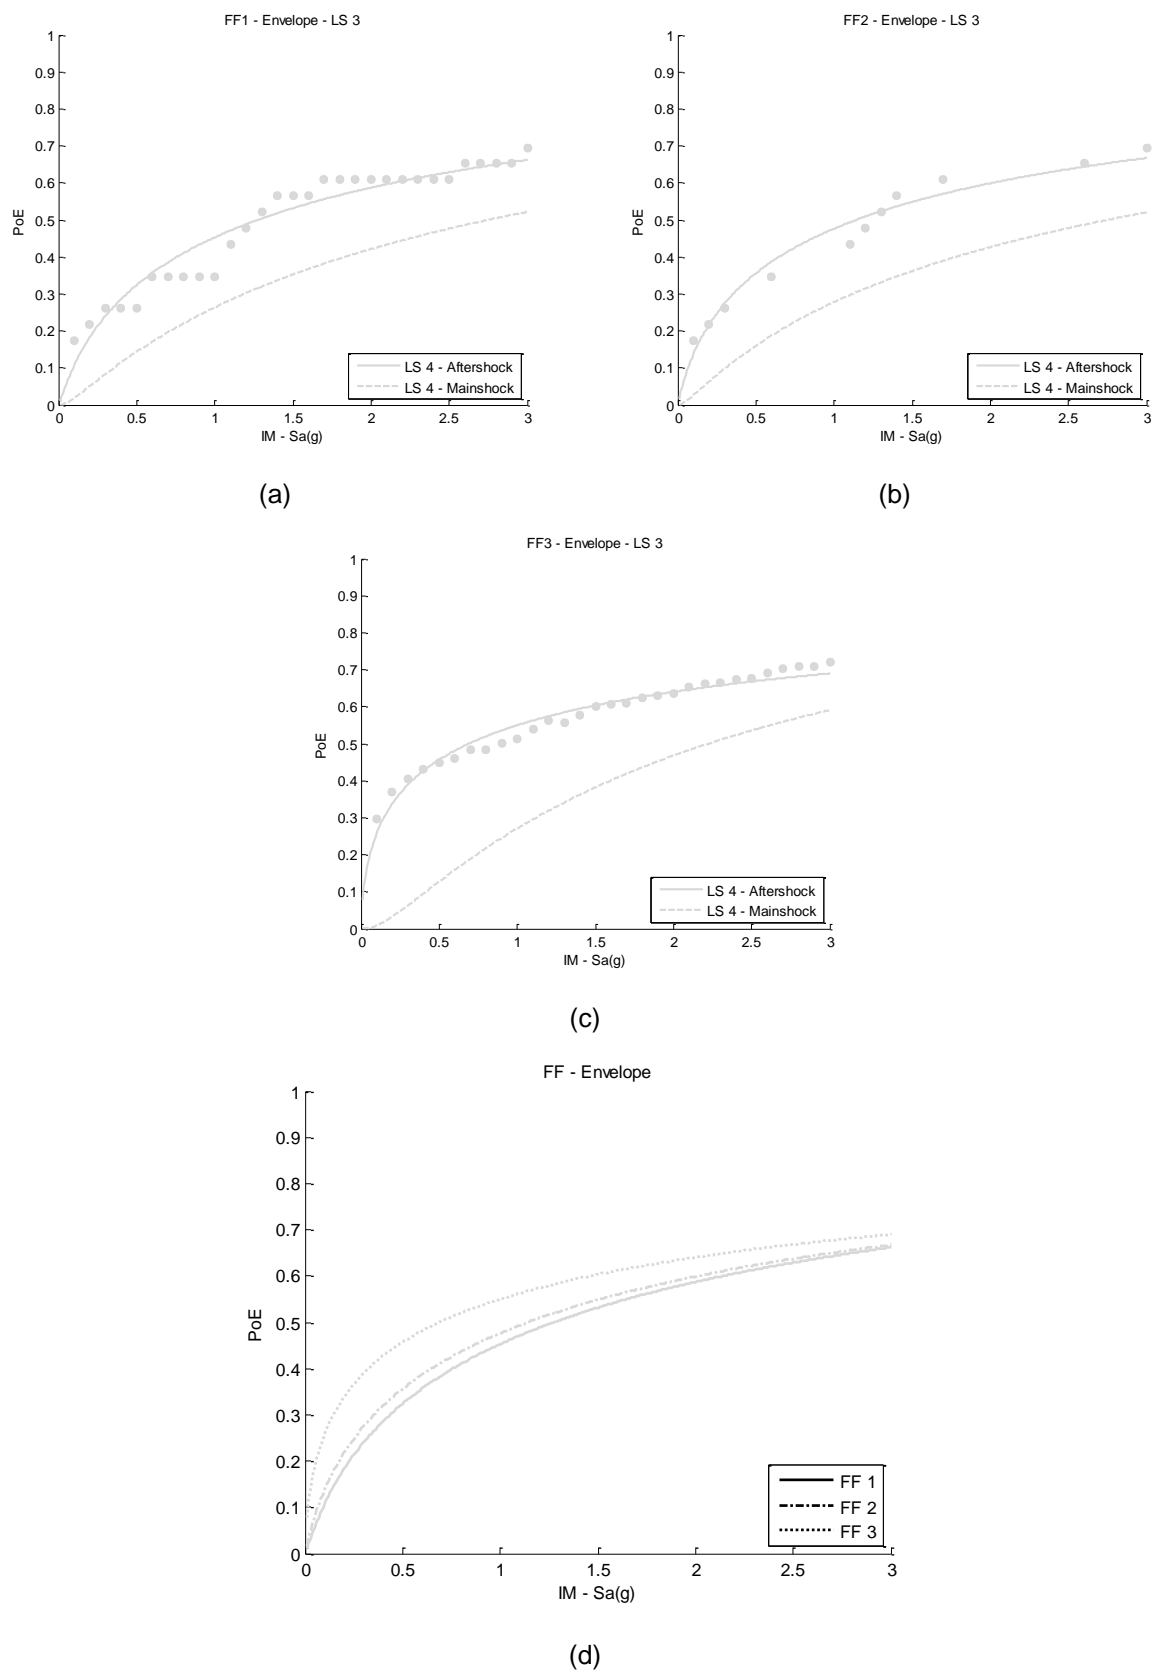 FF1 - Envelope - LS 3
1
0.9
0.8
0.7
0.6
0.5
0.4
0.3
0.2
0.1
0
PoE
0 0.5 1 1.5 2 2.5 3
IM - Sa(g)
LS 4 - Aftershock
LS 4 - Mainshock
(a)
FF2 - Envelope - LS 3
1
0.9
0.8
0.7
0.6
0.5
0.4
0.3
0.2
0.1
0
PoE
0 0.5 1 1.5 2 2.5 3
IM - Sa(g)
LS 4 - Aftershock
LS 4 - Mainshock
(b)
FF3 - Envelope - LS 3
1
0.9
0.8
0.7
0.6
0.5
0.4
0.3
0.2
0.1
0
PoE
0 0.5 1 1.5 2 2.5 3
IM - Sa(g)
LS 4 - Aftershock
LS 4 - Mainshock
(c)
FF - Envelope
1
0.9
0.8
0.7
0.6
0.5
0.4
0.3
0.2
0.1
0
PoE
0 0.5 1 1.5 2 2.5 3
IM - Sa(g)
FF 1
FF 2
FF 3
(d)